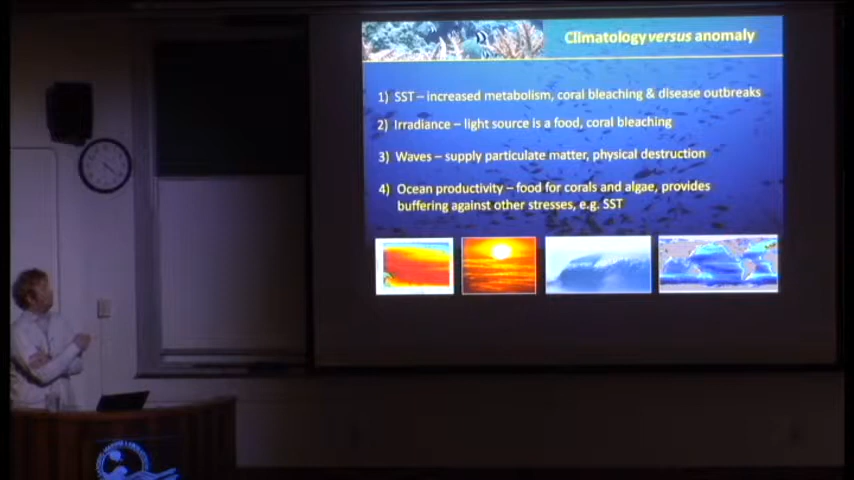 Climatology versus anomaly
1) SST – increased metabolism, coral bleaching & disease outbreaks
2) Irradiance – light source is a food, coral bleaching
3) Waves – supply particulate matter, physical destruction
4) Ocean productivity – food for corals and algae, provides
buffering against other stresses, e.g. SST